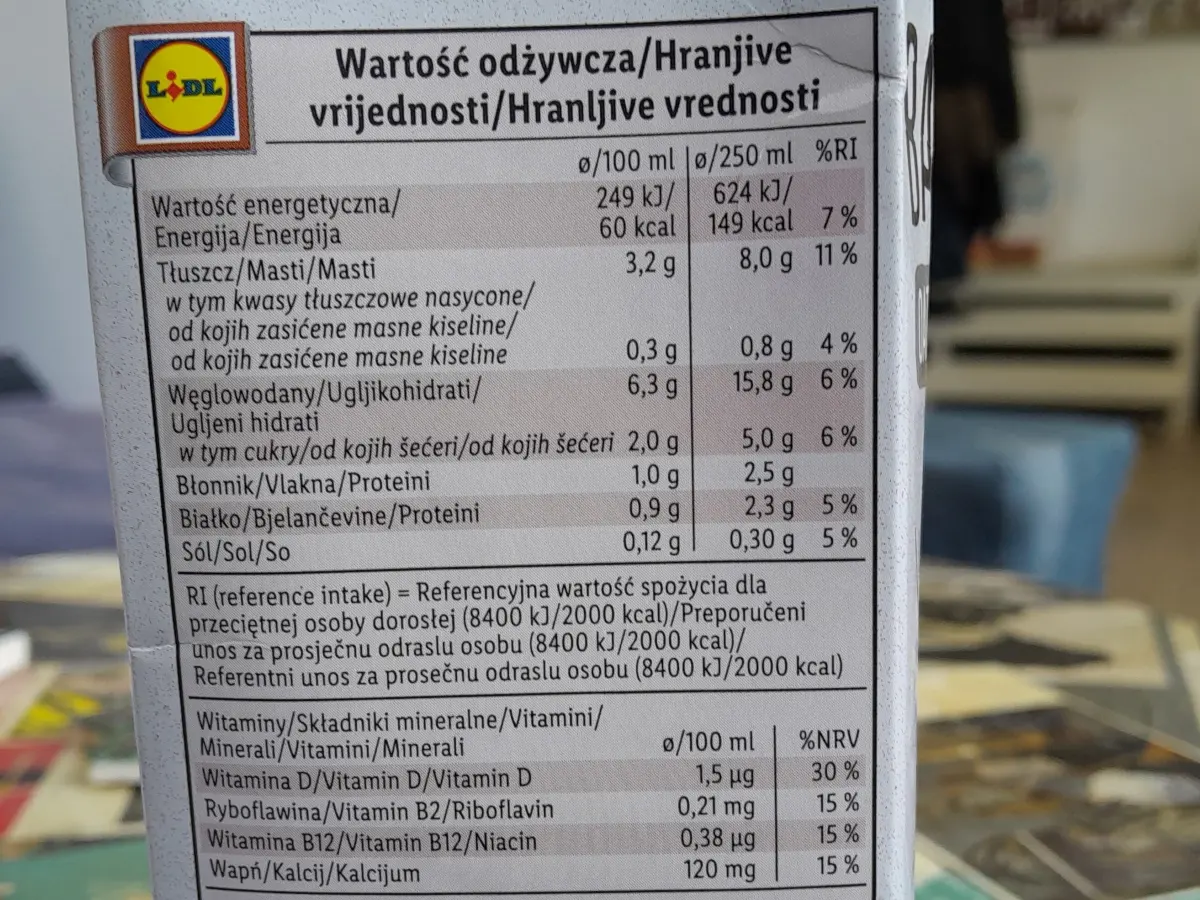 LIDL
Wartość odżywcza/Hranjive
vrijednosti/Hranljive vrednosti
ø/100 ml ø/250 ml %RI
Wartość energetyczna/ 249 kJ/ 624 kJ/
Energija/Energija 60 kcal 149 kcal 7 %
Tłuszcz/Masti/Masti 3,2 g 8,0 g 11 %
w tym kwasy tłuszczowe nasycone/
od kojih zasićene masne kiseline/
od kojih zasićene masne kiseline 0,3 g 0,8 g 4 %
Węglowodany/Ugljikohidrati/ 6,3 g 15,8 g 6 %
Ugljeni hidrati
w tym cukry/od kojih šećeri/od kojih šećeri 2,0 g 5,0 g 6 %
Błonnik/Vlakna/Proteini 1,0 g 2,5 g
Białko/Bjelančevine/Proteini 0,9 g 2,3 g 5 %
Sól/Sol/So 0,12 g 0,30 g 5 %
RI (reference intake) = Referencyjna wartość spożycia dla
przeciętnej osoby dorosłej (8400 kJ/2000 kcal)/Preporučeni
unos za prosječnu odraslu osobu (8400 kJ/2000 kcal)/
Referentni unos za prosečnu odraslu osobu (8400 kJ/2000 kcal)
Witaminy/Składniki mineralne/Vitamini/
Minerali/Vitamini/Minerali ø/100 ml %NRV
Witamina D/Vitamin D/Vitamin D 1,5 µg 30 %
Ryboflawina/Vitamin B2/Riboflavin 0,21 mg 15 %
Witamina B12/Vitamin B12/Niacin 0,38 µg 15 %
Wapń/Kalcij/Kalcijum 120 mg 15 %